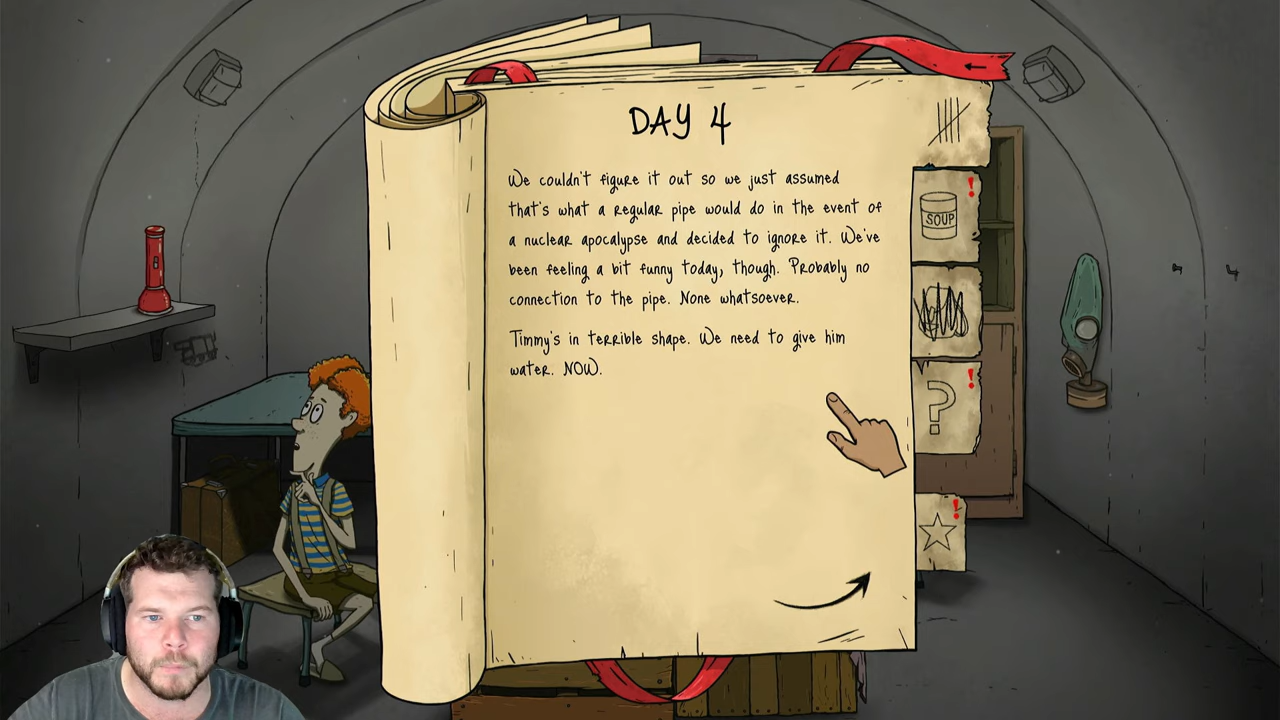 DAY 4
We couldn't figure it out so we just assumed
that's what a regular pipe would do in the event of
a nuclear apocalypse and decided to ignore it. We've
been feeling a bit funny today, though. Probably no
connection to the pipe. None whatsoever.
Timmy's in terrible shape. We need to give him
water. NOW.
!
SOUP
!
?
!